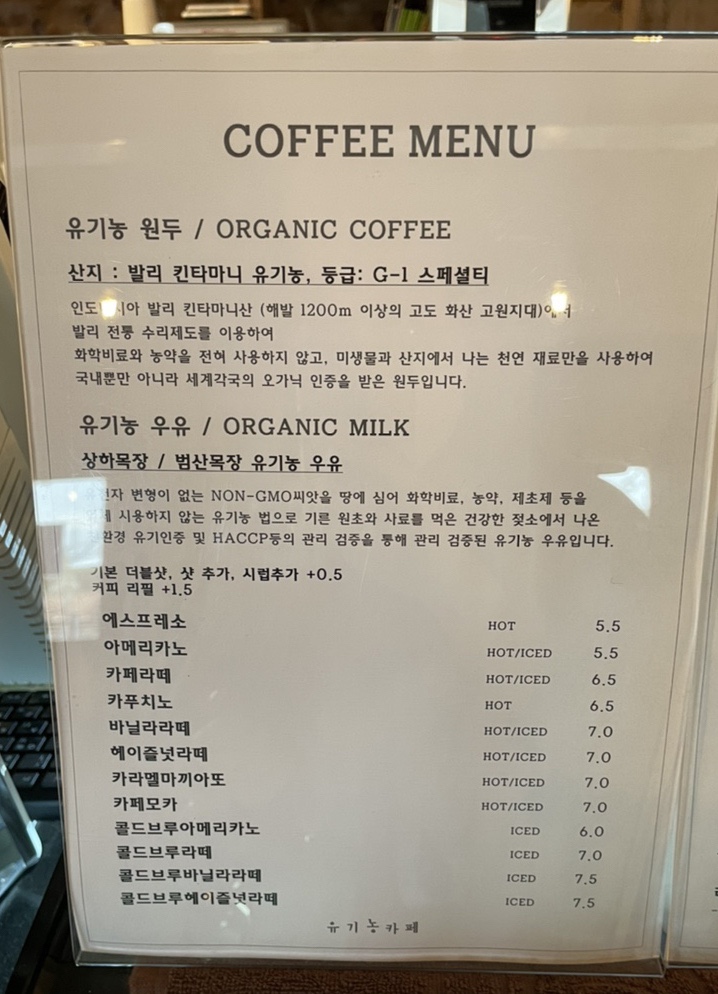 COFFEE MENU
유기농 원두 / ORGANIC COFFEE
산지 : 발리 킨타마니 유기농, 등급: G-1 스페셜티
발리 킨타마니산 (해발 1200m 이상의 고도 화산 고원지대)에서
발리 전통 수리제도를 이용하여
화학비료와 농약을 전혀 사용하지 않고, 미생물과 산지에서 나는 천연 재료만을 사용하여
국내뿐만 아니라 세계각국의 오가닉 인증을 받은 원두입니다.
유기농 우유 / ORGANIC MILK
상하목장 / 범산목장 유기농 우유
변형이 없는 NON-GMO씨앗을 땅에 심어 화학비료, 농약, 제초제 등을
시용하지 않는 유기농 법으로 기른 원초와 사료를 먹은 건강한 젖소에서 나온
유기인증 및 HACCP등의 관리 검증을 통해 관리 검증된 유기농 우유입니다.
기본 더블샷, 샷 추가, 시럽추가 +0.5
커피 리필 +1.5
에스프레소 HOT 5.5
아메리카노 HOT/ICED 5.5
카페라떼 HOT/ICED 6.5
카푸치노 HOT 6.5
바닐라라떼 HOT/ICED 7.0
헤이즐넛라떼 HOT/ICED 7.0
카라멜마끼아또 HOT/ICED 7.0
카페모카 HOT/ICED 7.0
콜드브루아메리카노 ICED 6.0
콜드브루라떼 ICED 7.0
콜드브루바닐라라떼 ICED 7.5
콜드브루헤이즐넛라떼 ICED 7.5
유기농카페